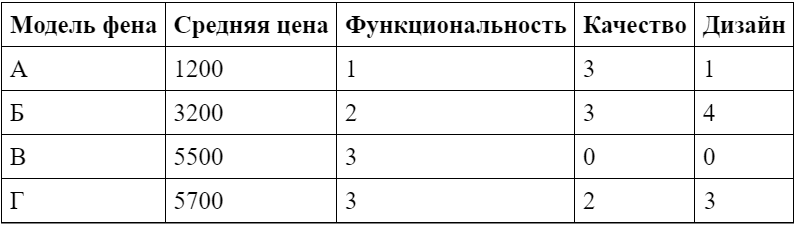 Модель фена Средняя цена Функциональность Качество Дизайн
А 1200 1 3 1
Б 3200 2 3 4
В 5500 3 0 0
Г 5700 3 2 3